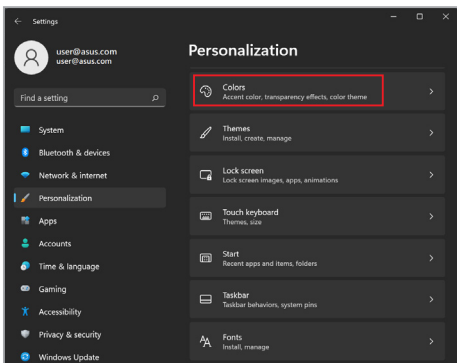 Settings
user@asus.com
user@asus.com
Find a setting
System
Bluetooth & devices
Network & internet
Personalization
Apps
Accounts
Time & language
Gaming
Accessibility
Privacy & security
Windows Update
Personalization
Colors
Accent color, transparency effects, color theme
Themes
Install, create, manage
Lock screen
Lock screen images, apps, animations
Touch keyboard
Themes, size
Start
Recent apps and items, folders
Taskbar
Taskbar behaviors, system pins
Fonts
Install, manage